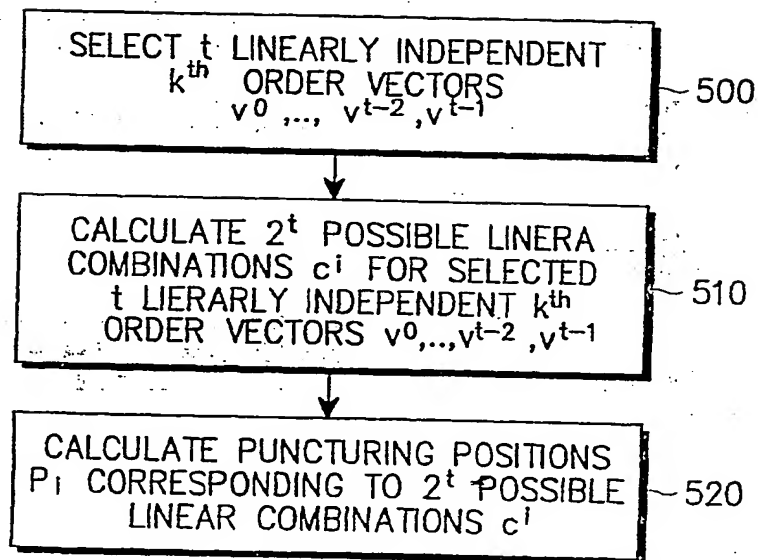 SELECT t LINEARLY INDEPENDENT
kth ORDER VECTORS
v0 ,.., vt-2 ,vt-1
500
CALCULATE 2t POSSIBLE LINERA
COMBINATIONS ci FOR SELECTED
t LIERARLY INDEPENDENT kth
ORDER VECTORS v0,..,vt-2 ,vt-1
510
CALCULATE PUNCTURING POSITIONS
Pi CORRESPONDING TO 2t POSSIBLE
LINEAR COMBINATIONS ci
520